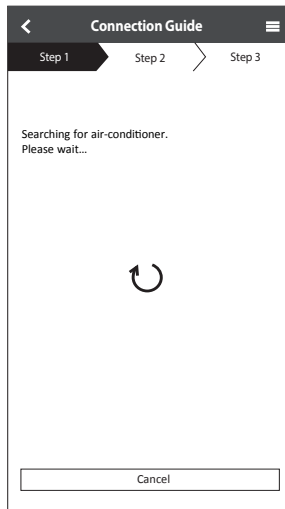 Connection Guide
Step 1 Step 2 Step 3
Searching for air-conditioner.
Please wait...
Cancel